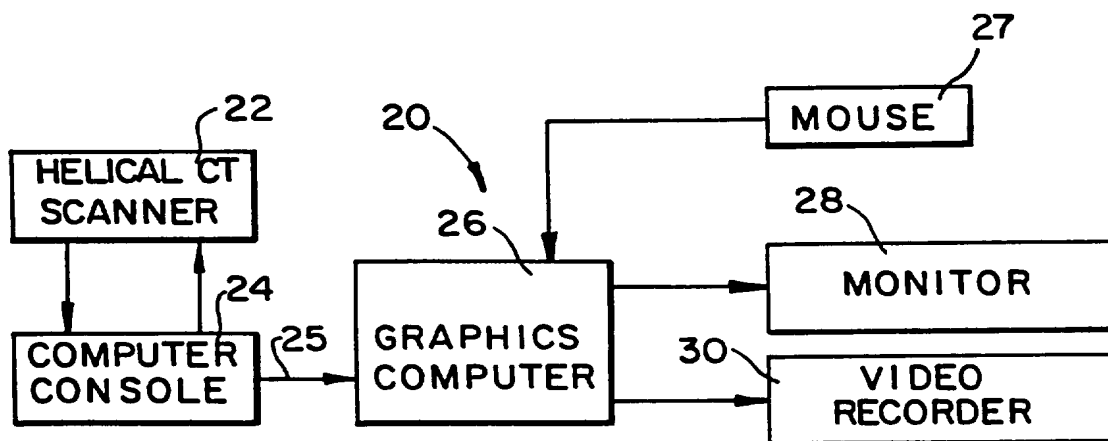 27
MOUSE
22
20
HELICAL CT
SCANNER
28
26
MONITOR
24
COMPUTER
CONSOLE
25
GRAPHICS
COMPUTER
30
VIDEO
RECORDER